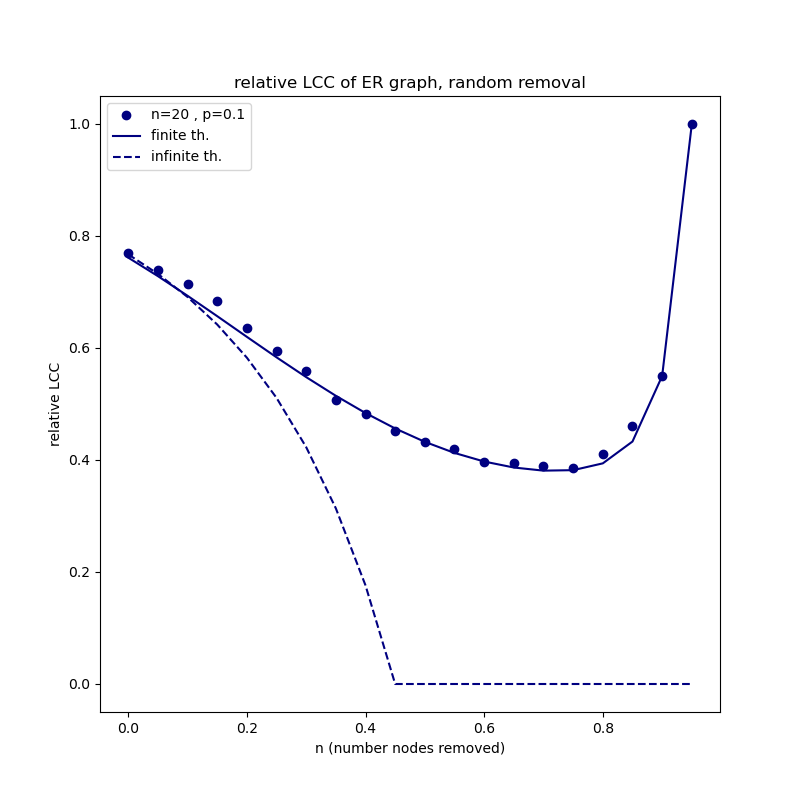 relative LCC of ER graph, random removal
n=20 , p=0.1
finite th.
infinite th.
relative LCC
1.0
0.8
0.6
0.4
0.2
0.0
0.0 0.2 0.4 0.6 0.8
n (number nodes removed)